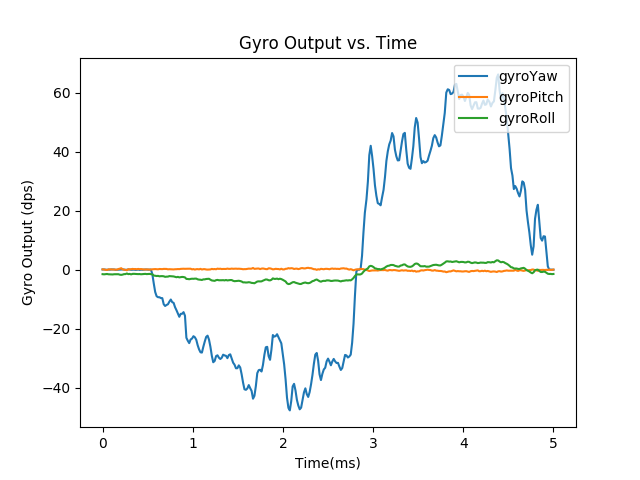 Gyro Output vs. Time
gyroYaw
gyroPitch
gyroRoll
60
40
20
0
−20
−40
Gyro Output (dps)
0 1 2 3 4 5
Time(ms)